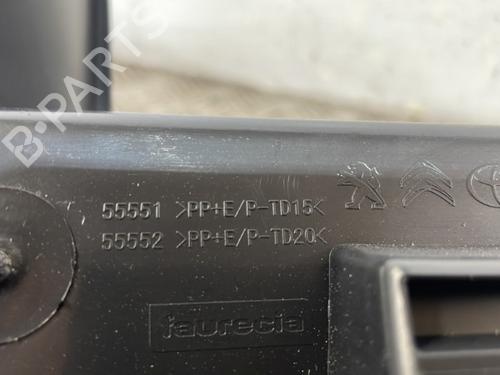 B-PARTS
55551 >PP+E/P-TD15<
55552 >PP+E/P-TD20<
faurecia